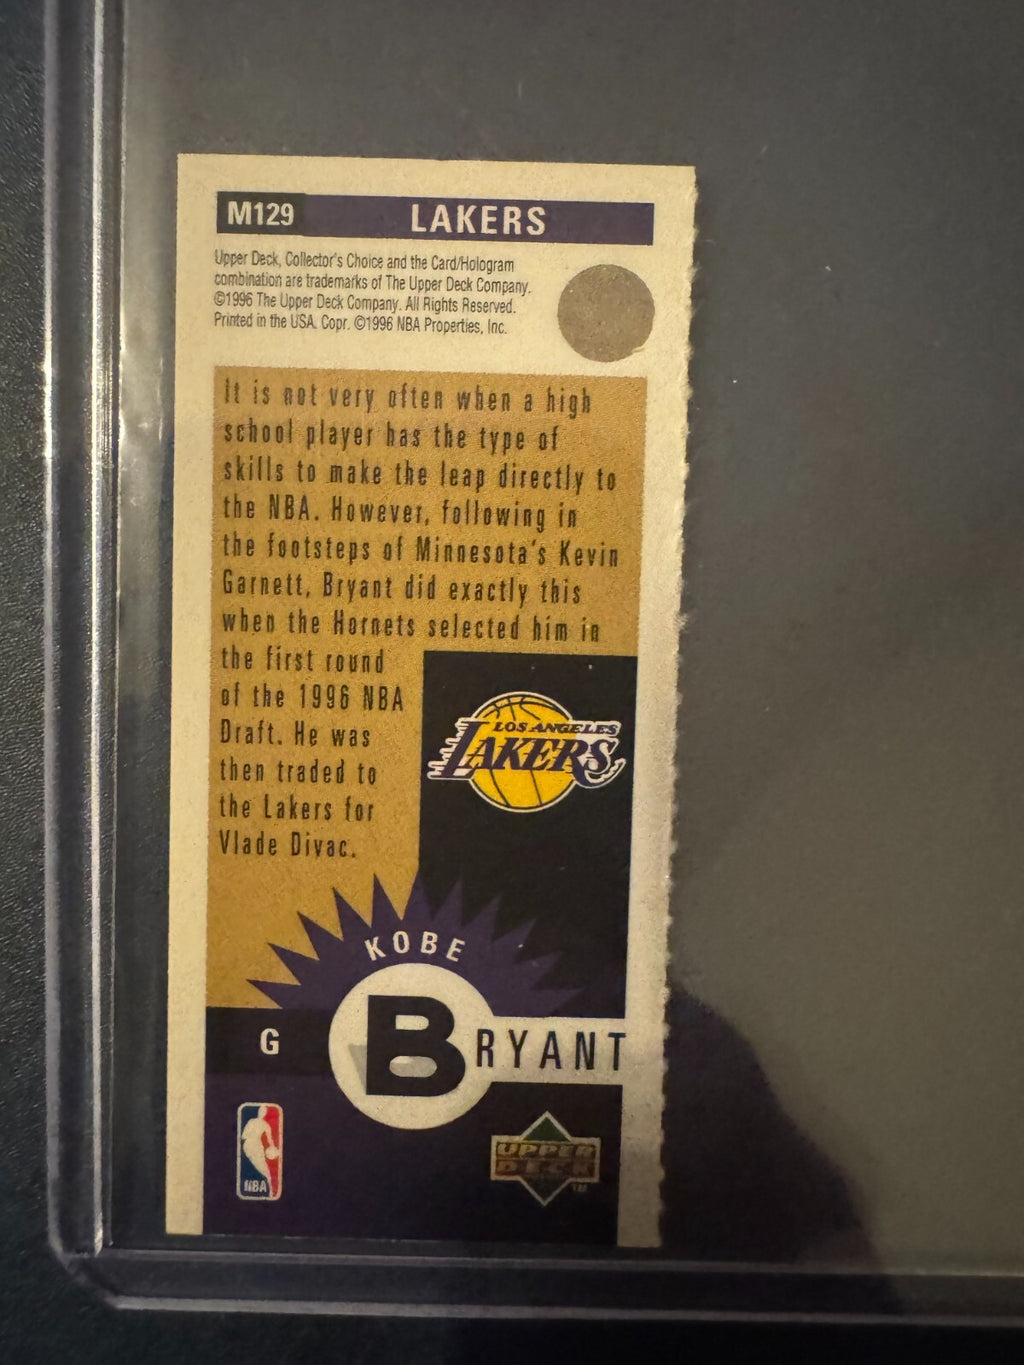 M129 LAKERS
Upper Deck, Collector's Choice and the Card/Hologram
combination are trademarks of The Upper Deck Company.
©1996 The Upper Deck Company. All Rights Reserved.
Printed in the USA. Copr. ©1996 NBA Properties, Inc.
It is not very often when a high
school player has the type of
skills to make the leap directly to
the NBA. However, following in
the footsteps of Minnesota's Kevin
Garnett, Bryant did exactly this
when the Hornets selected him in
the first round
of the 1996 NBA
Draft. He was
then traded to
the Lakers for
Vlade Divac.
LOS ANGELES
LAKERS
KOBE
G BRYANT
NBA
UPPER
DECK
TM